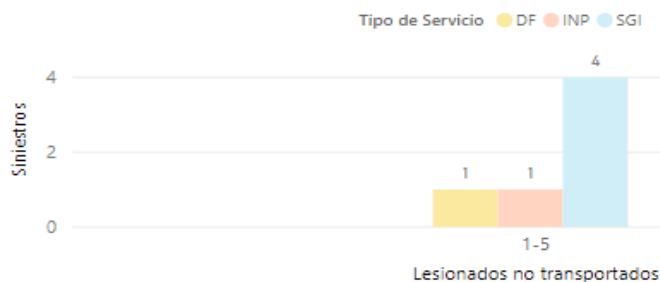 Tipo de Servicio DF INP SGI
4
4
Siniestros
2
1 1
0
1-5
Lesionados no transportados